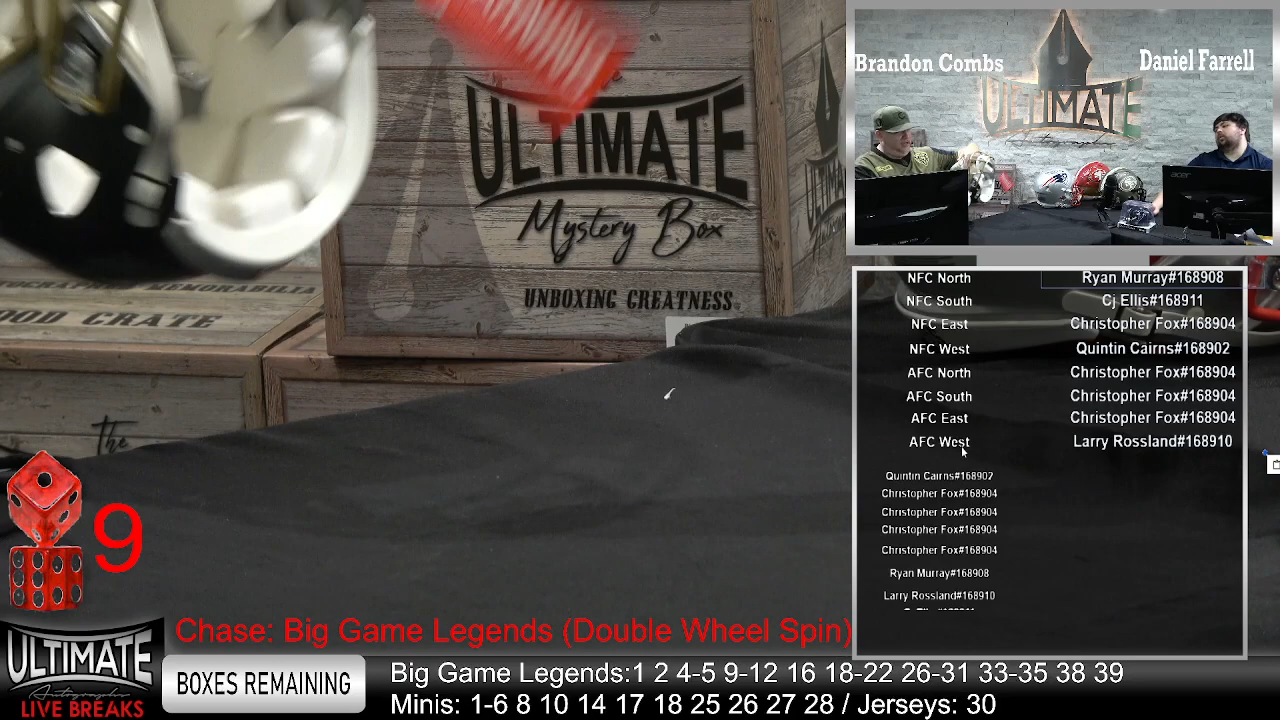 ULTIMATE
Mystery Box
UNBOXING GREATNESS
MEMORABILIA
OOD CRATE
The
Brandon Combs
Daniel Farrell
ULTIMATE
acer
NFC North Ryan Murray#168908
NFC South Cj Ellis#168911
NFC East Christopher Fox#168904
NFC West Quintin Cairns#168902
AFC North Christopher Fox#168904
AFC South Christopher Fox#168904
AFC East Christopher Fox#168904
AFC West Larry Rossland#168910
Quintin Cairns#168902
Christopher Fox#168904
Christopher Fox#168904
Christopher Fox#168904
Christopher Fox#168904
Ryan Murray#168908
Larry Rossland#168910
9
Chase: Big Game Legends (Double Wheel Spin)
ULTIMATE
Autographs
LIVE BREAKS
BOXES REMAINING
Big Game Legends:1 2 4-5 9-12 16 18-22 26-31 33-35 38 39
Minis: 1-6 8 10 14 17 18 25 26 27 28 / Jerseys: 30